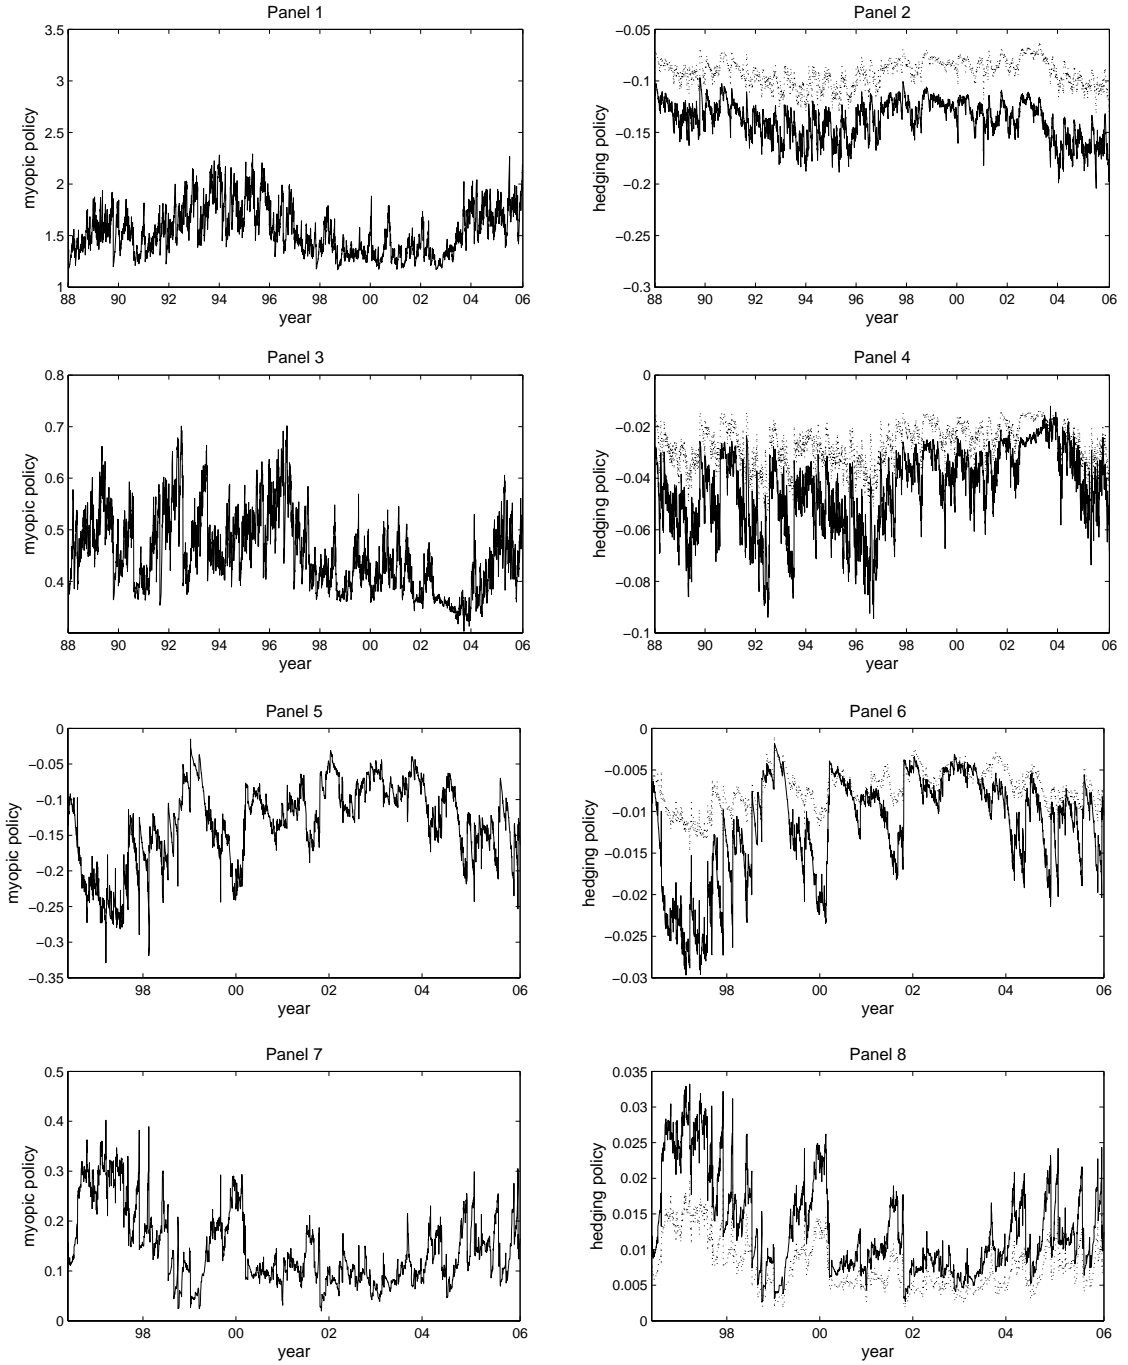 Panel 1
3.5
3
2.5
2
1.5
1
myopic policy
88 90 92 94 96 98 00 02 04 06
year
Panel 2
−0.05
−0.1
−0.15
−0.2
−0.25
−0.3
hedging policy
88 90 92 94 96 98 00 02 04 06
year
Panel 3
0.8
0.7
0.6
0.5
0.4
myopic policy
88 90 92 94 96 98 00 02 04 06
year
Panel 4
0
−0.02
−0.04
−0.06
−0.08
−0.1
hedging policy
88 90 92 94 96 98 00 02 04 06
year
Panel 5
0
−0.05
−0.1
−0.15
−0.2
−0.25
−0.3
−0.35
myopic policy
98 00 02 04 06
year
Panel 6
0
−0.005
−0.01
−0.015
−0.02
−0.025
−0.03
hedging policy
98 00 02 04 06
year
Panel 7
0.5
0.4
0.3
0.2
0.1
0
myopic policy
98 00 02 04 06
year
Panel 8
0.035
0.03
0.025
0.02
0.015
0.01
0.005
0
hedging policy
98 00 02 04 06
year